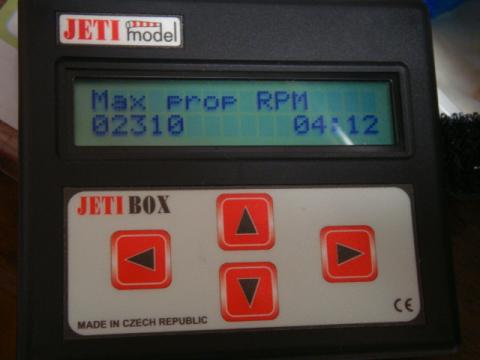 JETI model
Max prop RPM
02310 04:12
JETI BOX
MADE IN CZECH REPUBLIC
CE